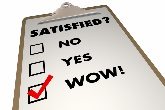 SATISFIED?
NO
YES
WOW!